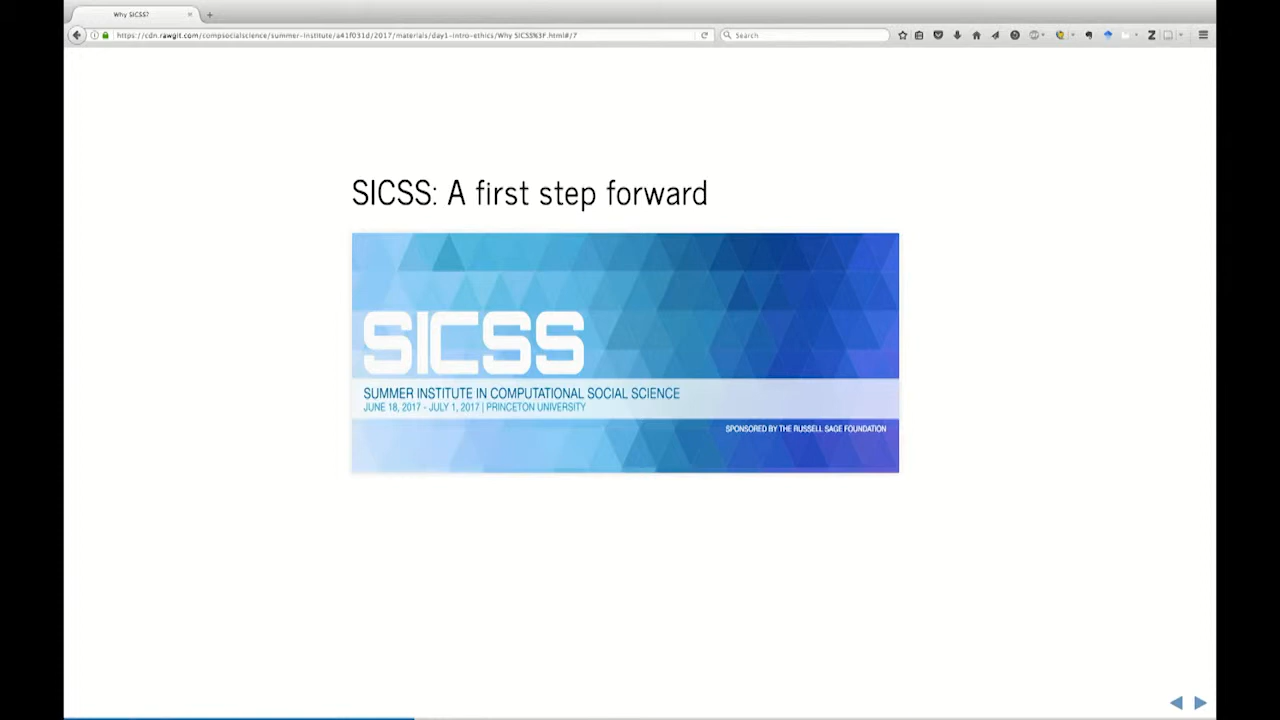 Why SICSS?
https://cdn.rawgit.com/compsocialscience/summer-institute/a41f031d/2017/materials/day1-intro-ethics/Why SICSS%3F.html#/7
Search
SICSS: A first step forward
SICSS
SUMMER INSTITUTE IN COMPUTATIONAL SOCIAL SCIENCE
JUNE 18, 2017 - JULY 1, 2017 | PRINCETON UNIVERSITY
SPONSORED BY THE RUSSELL SAGE FOUNDATION